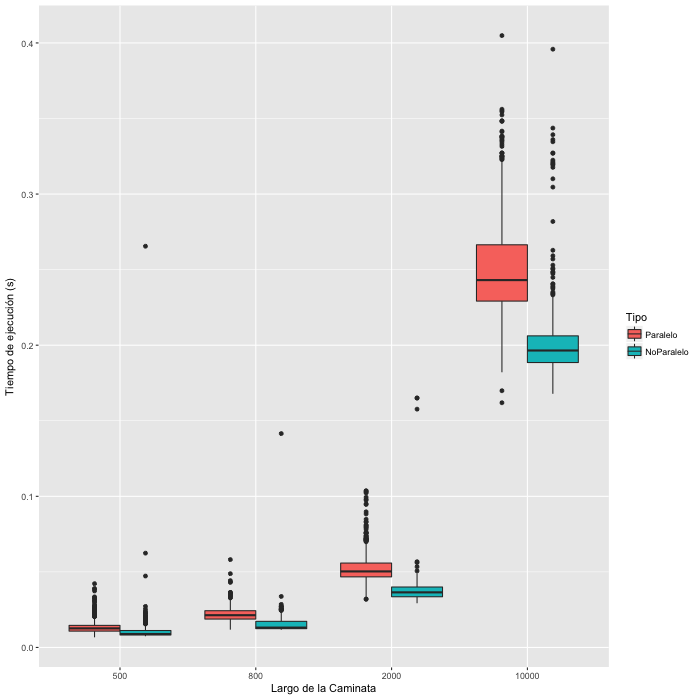 0.4
0.3
0.2
0.1
0.0
Tiempo de ejecución (s)
500 800 2000 10000
Largo de la Caminata
Tipo
Paralelo
NoParalelo